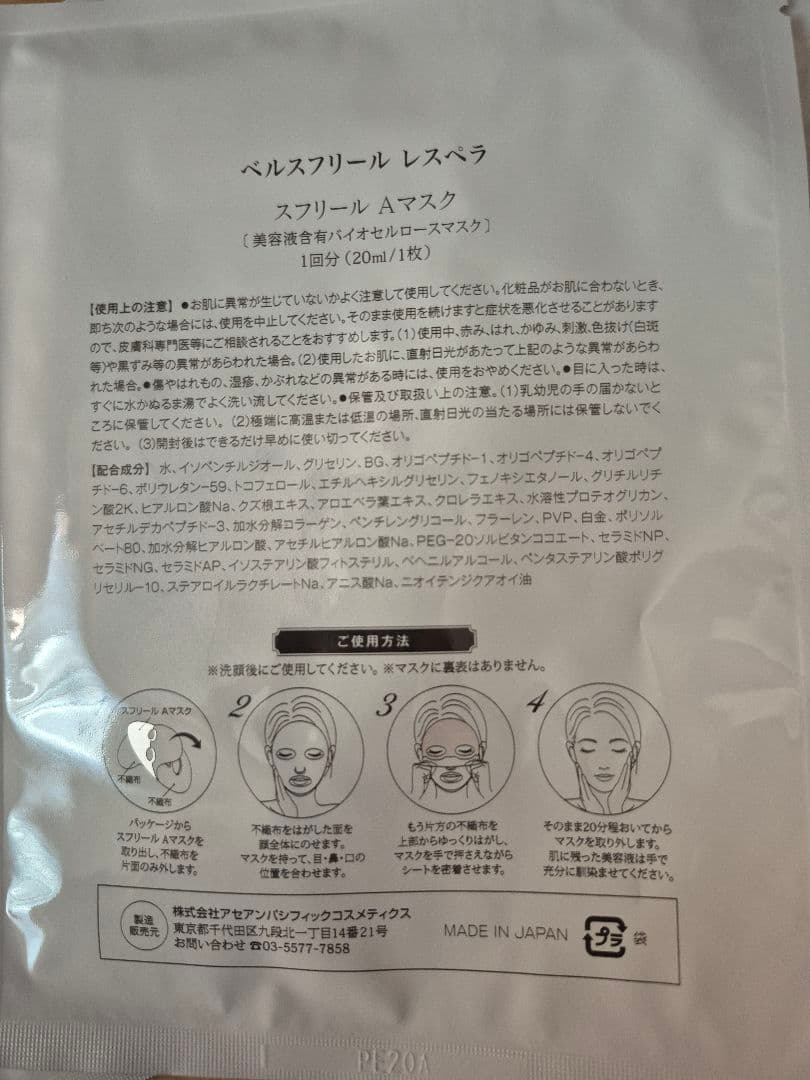 ベルスフリール レスペラ
スフリール Aマスク
〔美容液含有バイオセルロースマスク〕
1回分(20ml/1枚)
【使用上の注意】●お肌に異常が生じていないかよく注意して使用してください。化粧品がお肌に合わないとき、
即ち次のような場合には、使用を中止してください。そのまま使用を続けますと症状を悪化させることがあります
ので、皮膚科専門医等にご相談されることをおすすめします。(1)使用中、赤み、はれ、かゆみ、刺激、色抜け(白斑
等)や黒ずみ等の異常があらわれた場合。(2)使用したお肌に、直射日光があたって上記のような異常があらわ
れた場合。●傷やはれもの、湿疹、かぶれなどの異常がある時には、使用をおやめください。●目に入った時は、
すぐに水かぬるま湯でよく洗い流してください。●保管及び取扱い上の注意。(1)乳幼児の手の届かないと
ころに保管してください。(2)極端に高温または低温の場所、直射日光の当たる場所には保管しないでく
ださい。(3)開封後はできるだけ早めに使い切ってください。
【配合成分】水、イソペンチルジオール、グリセリン、BG、オリゴペプチド-1、オリゴペプチド-4、オリゴペプ
チド-6、ポリウレタン-59、トコフェロール、エチルヘキシルグリセリン、フェノキシエタノール、グリチルリチ
ン酸2K、ヒアルロン酸Na、クズ根エキス、アロエベラ葉エキス、クロレラエキス、水溶性プロテオグリカン、
アセチルデカペプチド-3、加水分解コラーゲン、ペンチレングリコール、フラーレン、PVP、白金、ポリソル
ベート80、加水分解ヒアルロン酸、アセチルヒアルロン酸Na、PEG-20ソルビタンココエート、セラミドNP、
セラミドNG、セラミドAP、イソステアリン酸フィトステリル、ベヘニルアルコール、ペンタステアリン酸ポリグ
リセリル-10、ステアロイルラクチレートNa、アニス酸Na、ニオイテンジクアオイ油
ご使用方法
※洗顔後にご使用してください。※マスクに裏表はありません。
スフリール Aマスク
不織布
不織布
パッケージから
スフリール Aマスクを
取り出し、不織布を
片面のみ外します。
2
不織布をはがした面を
顔全体にのせます。
マスクを持って、目・鼻・口の
位置を合わせます。
3
もう片方の不織布を
上部からゆっくりはがし、
マスクを手で押さえながら
シートを密着させます。
4
そのまま20分程おいてから
マスクを取り外します。
肌に残った美容液は手で
充分に馴染ませてください。
製造
販売元
株式会社アセアンパシフィックコスメティクス
東京都千代田区九段北一丁目14番21号
お問い合わせ ☎03-5577-7858
MADE IN JAPAN
プラ
袋
PE20A